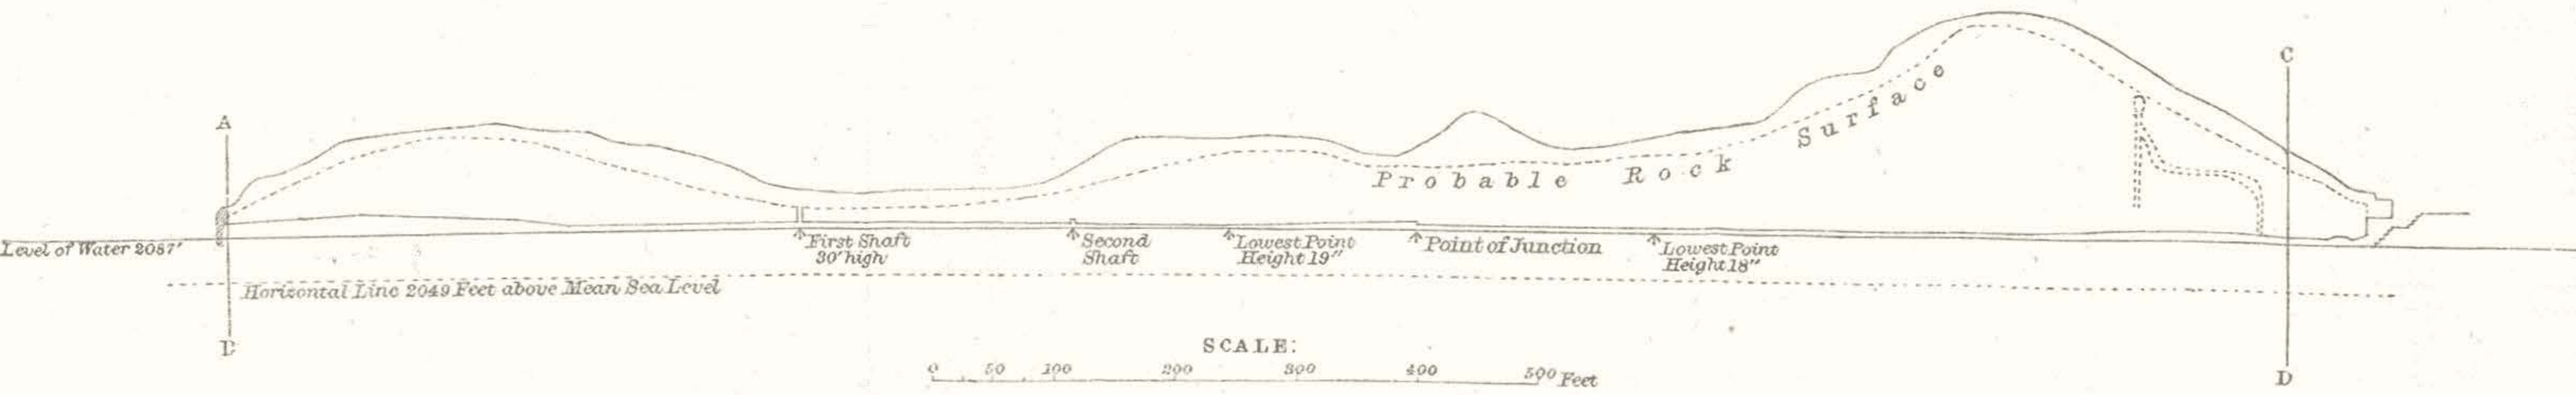 A
C
Probable Rock Surface
Level of Water 2087'
First Shaft
30' high
Second
Shaft
Lowest Point
Height 19"
Point of Junction
Lowest Point
Height 18"
Horizontal Line 2049 Feet above Mean Sea Level
D
SCALE:
0 50 100 200 300 400 500 Feet